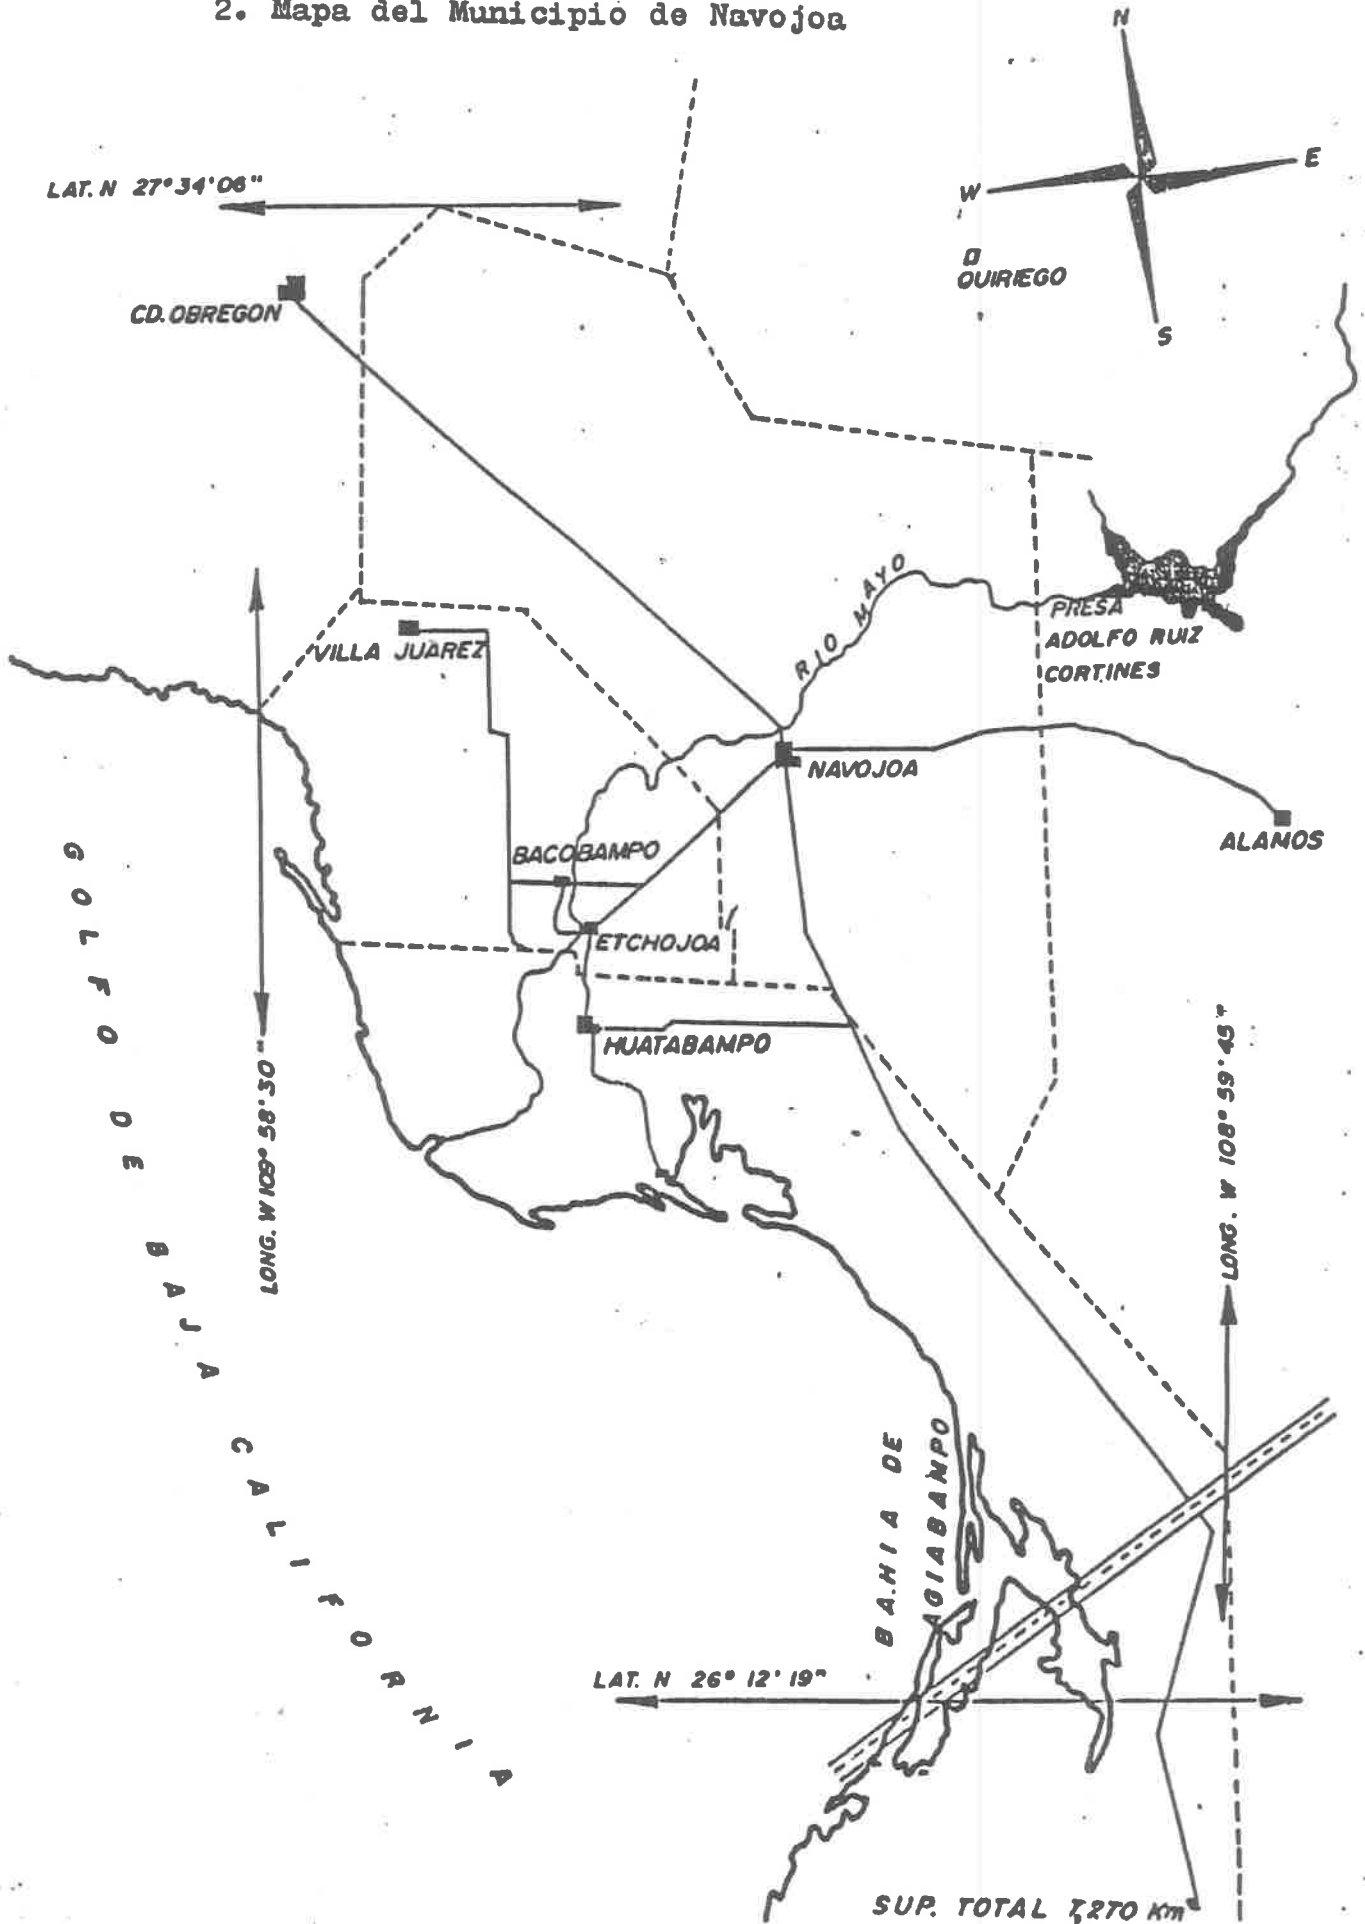 2. Mapa del Municipio de Navojoa
N
LAT. N 27°34'06"
E
W
QUIRIEGO
CD. OBREGON
S
RIO MAYO
PRESA
ADOLFO RUIZ
CORTINES
VILLA JUAREZ
NAVOJOA
ALAMOS
BACOBAMPO
ETCHOJOA
HUATABAMPO
GOLFO DE BAJA CALIFORNIA
LONG. W 109° 58' 30"
LONG. W 108° 59' 45"
BAHIA DE
AGIABAMPO
LAT. N 26° 12' 19"
SUP. TOTAL 7,270 Km²